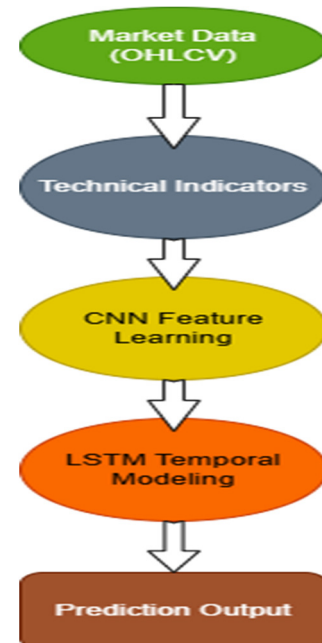 Market Data
(OHLCV)
Technical Indicators
CNN Feature
Learning
LSTM Temporal
Modeling
Prediction Output